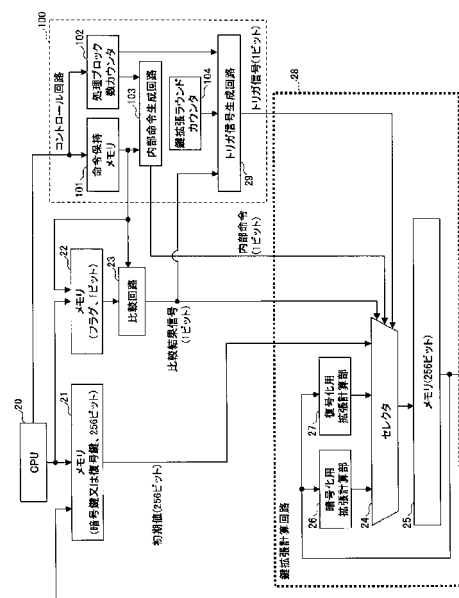 100
コントロール回路
102
処理ブロック
数カウンタ
101
命令保持
メモリ
103
内部命令生成回路
鍵拡張ラウンド
カウンタ
104
トリガ信号生成回路
29
トリガ信号(1ビット)
22
メモリ
(フラグ、1ビット)
23
比較回路
比較結果信号
(1ビット)
内部命令
(1ビット)
20
CPU
21
メモリ
(暗号鍵又は復号鍵、256ビット)
初期値(256ビット)
28
鍵拡張計算回路
27
復号化用
拡張計算部
26
暗号化用
拡張計算部
24
セレクタ
25
メモリ(256ビット)